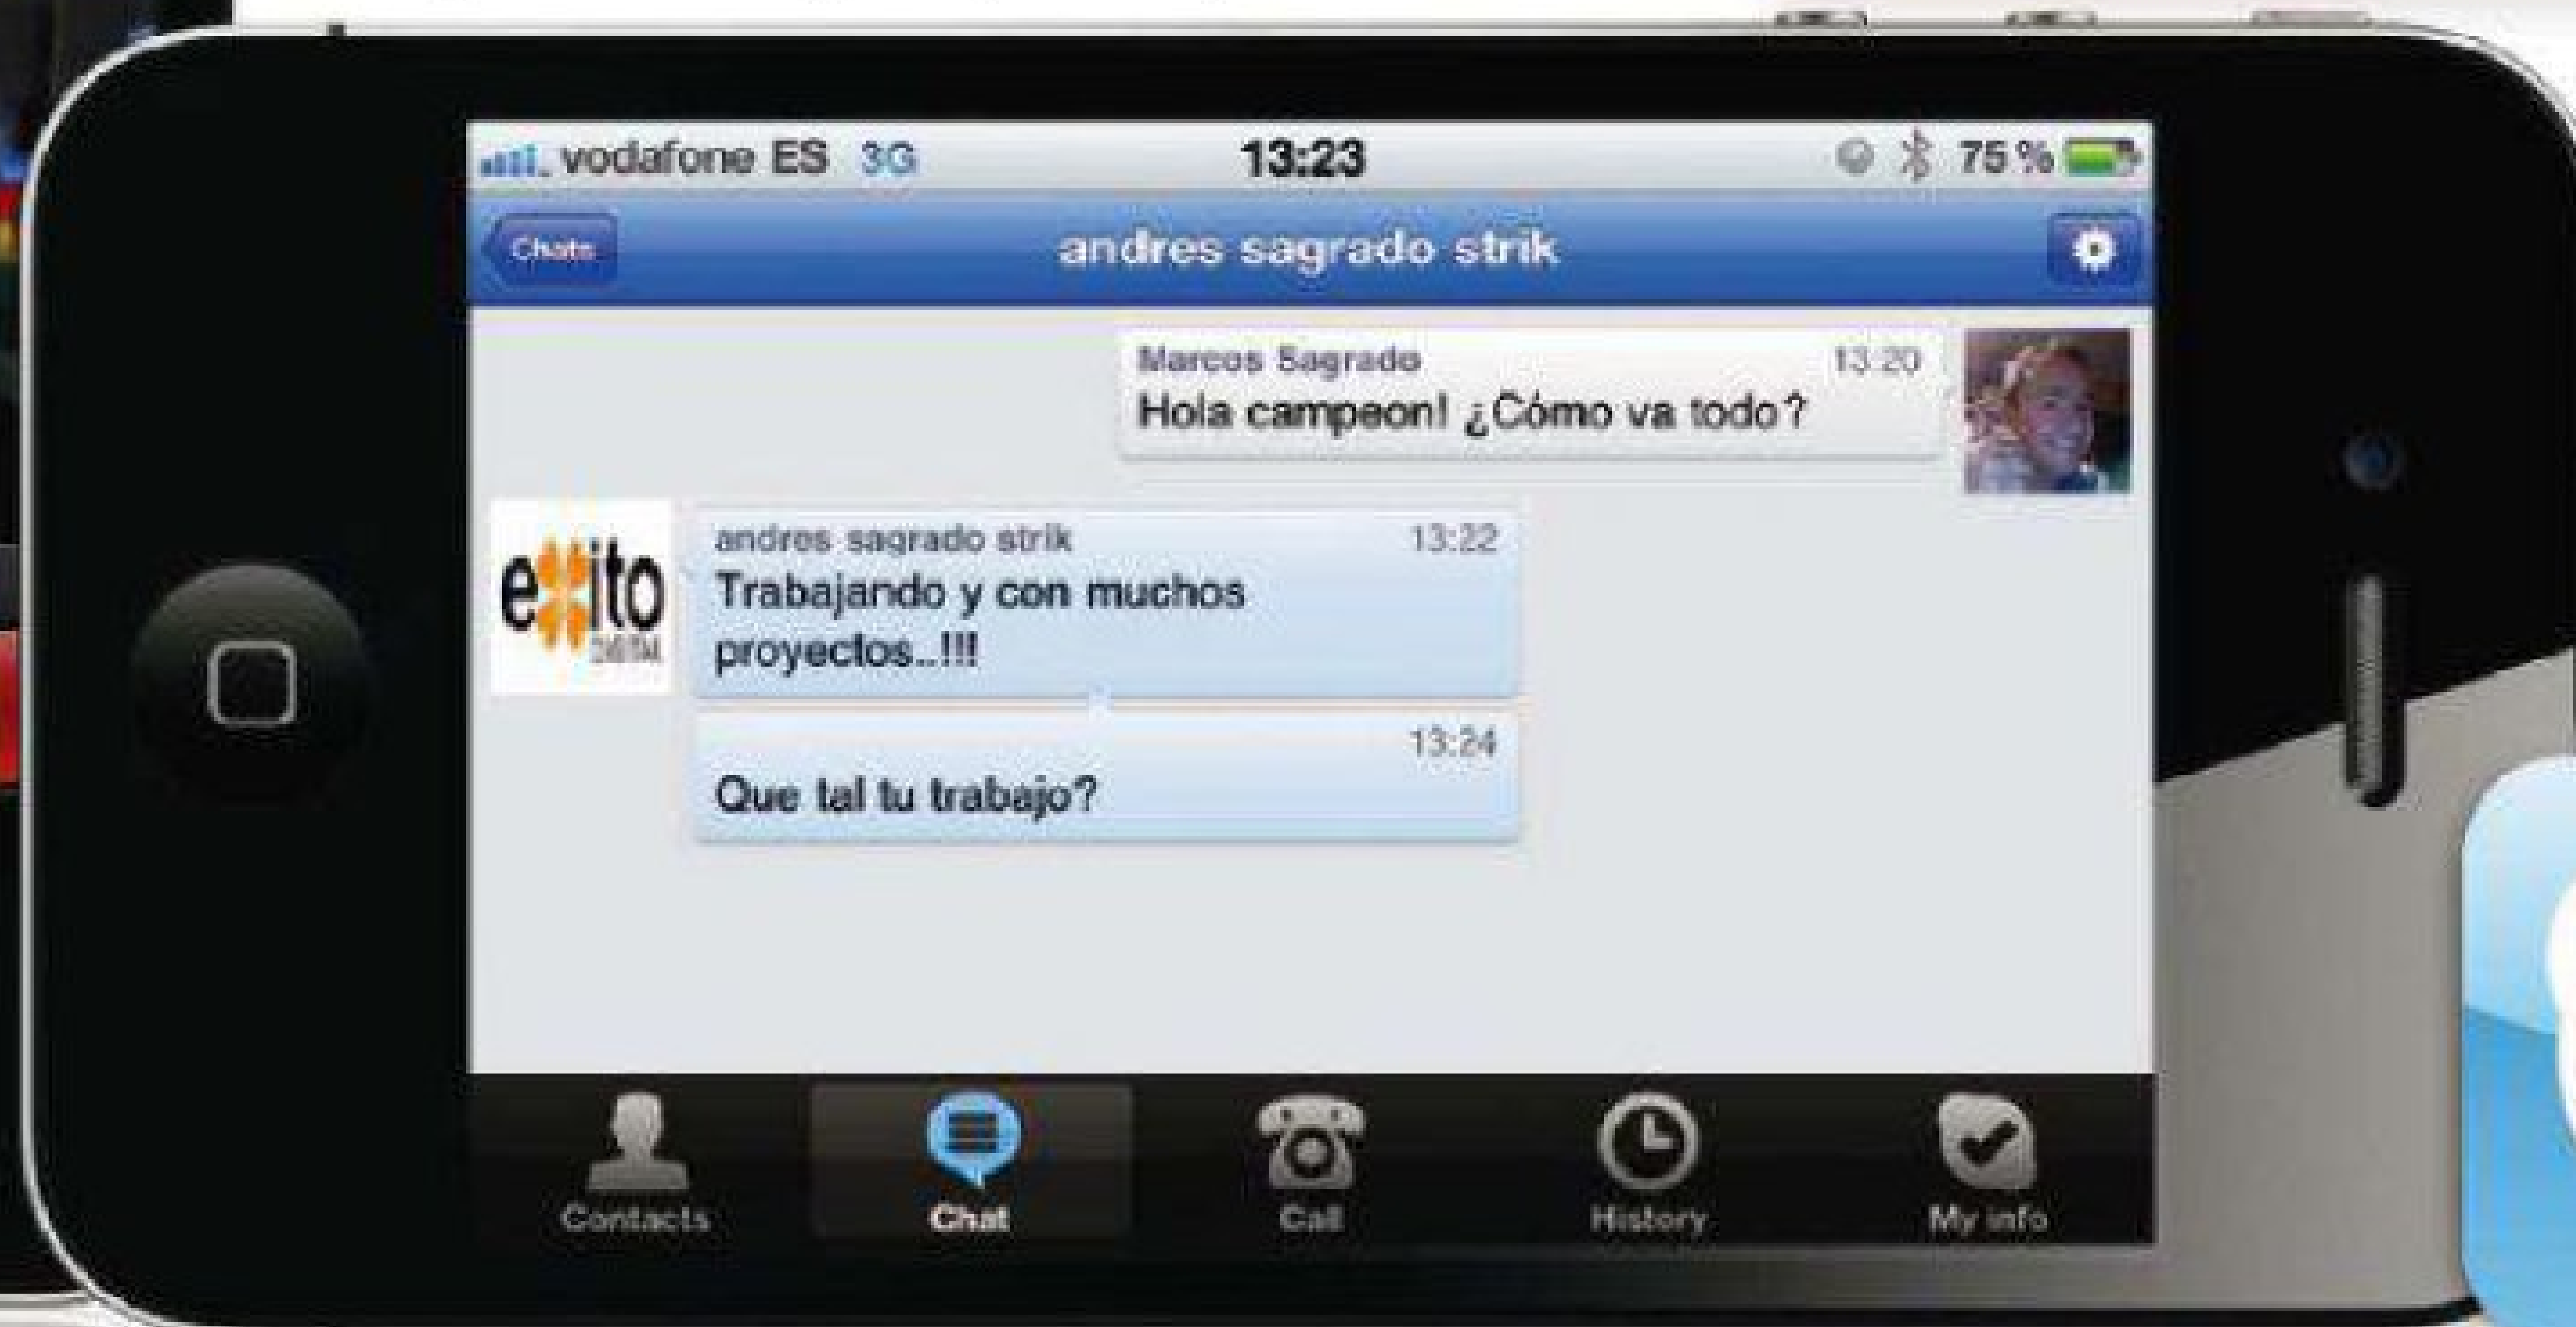 vodafone ES 3G 13:23 75%
Chats andres sagrado strik
Marcos Sagrado 13:20
Hola campeon! ¿Cómo va todo?
exito
DIGITAL
andres sagrado strik 13:22
Trabajando y con muchos
proyectos..!!!
13:24
Que tal tu trabajo?
Contacts Chat Call History My info